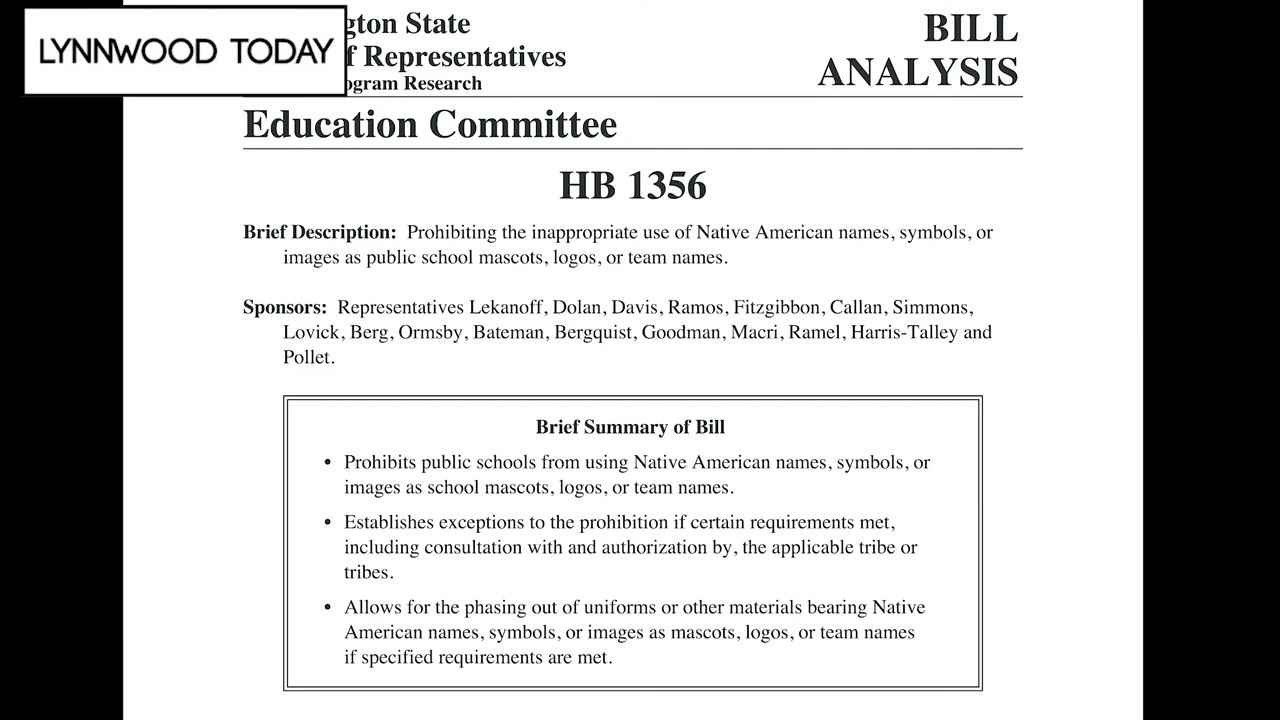 LYNNWOOD TODAY
gton State
f Representatives
ogram Research
BILL
ANALYSIS
Education Committee
HB 1356
Brief Description: Prohibiting the inappropriate use of Native American names, symbols, or
images as public school mascots, logos, or team names.
Sponsors: Representatives Lekanoff, Dolan, Davis, Ramos, Fitzgibbon, Callan, Simmons,
Lovick, Berg, Ormsby, Bateman, Bergquist, Goodman, Macri, Ramel, Harris-Talley and
Pollet.
Brief Summary of Bill
• Prohibits public schools from using Native American names, symbols, or
images as school mascots, logos, or team names.
• Establishes exceptions to the prohibition if certain requirements met,
including consultation with and authorization by, the applicable tribe or
tribes.
• Allows for the phasing out of uniforms or other materials bearing Native
American names, symbols, or images as mascots, logos, or team names
if specified requirements are met.